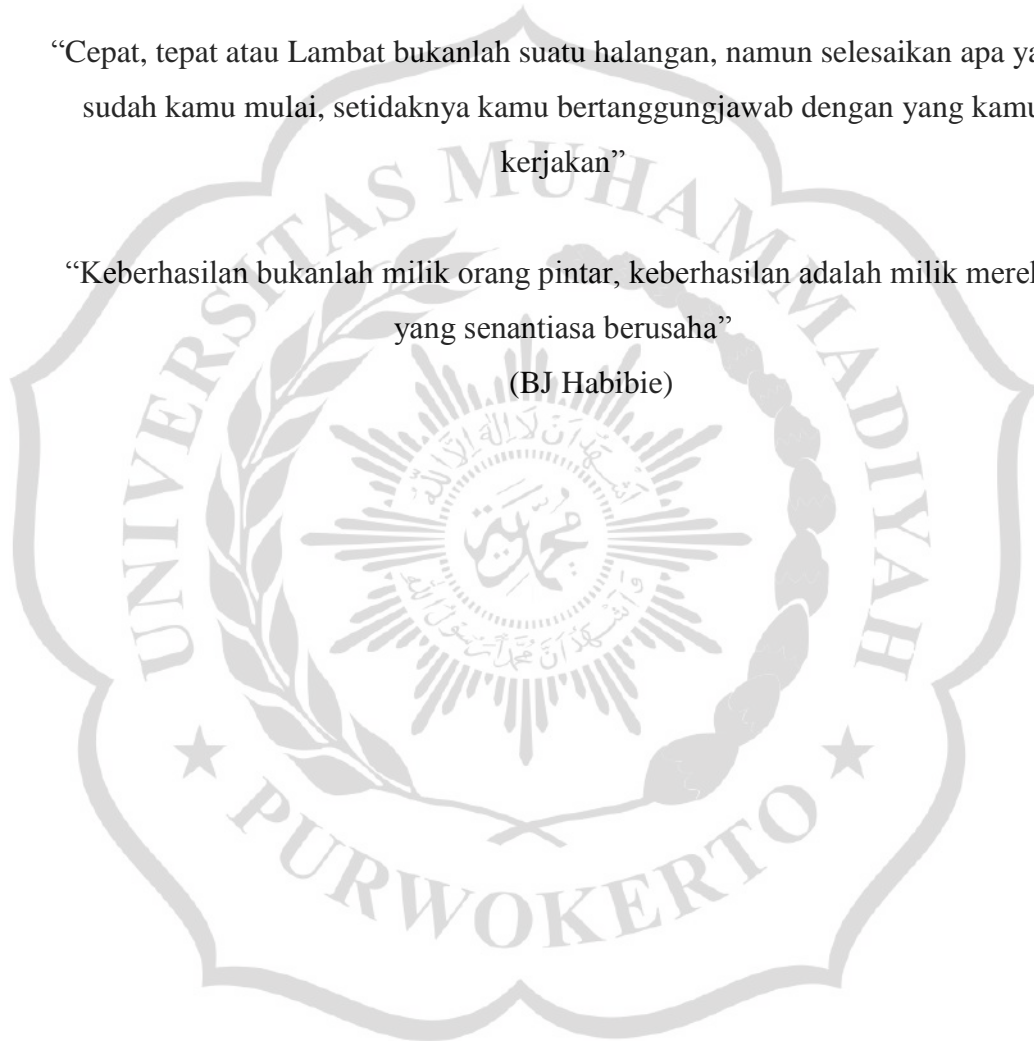 “Cepat, tepat atau Lambat bukanlah suatu halangan, namun selesaikan apa
sudah kamu mulai, setidaknya kamu bertanggungjawab dengan yang kamu
kerjakan”
“Keberhasilan bukanlah milik orang pintar, keberhasilan adalah milik
yang senantiasa berusaha”
(BJ Habibie)
UNIVERSITAS MUHAMMADIYAH
PURWOKERTO